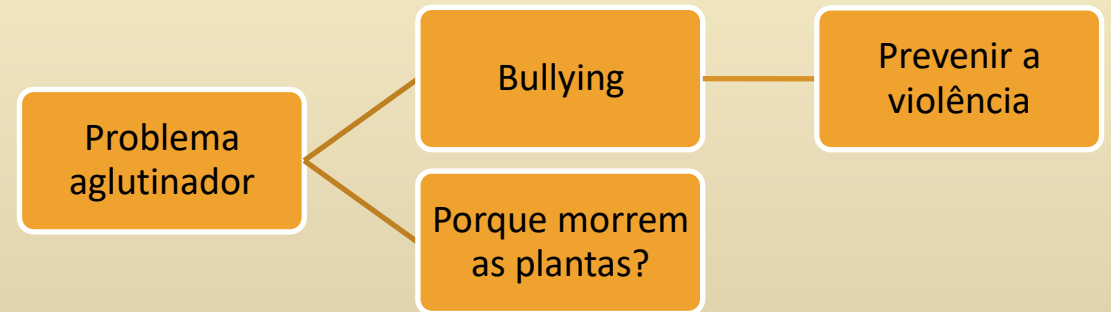 Problema
aglutinador
Bullying
Prevenir a
violência
Porque morrem
as plantas?